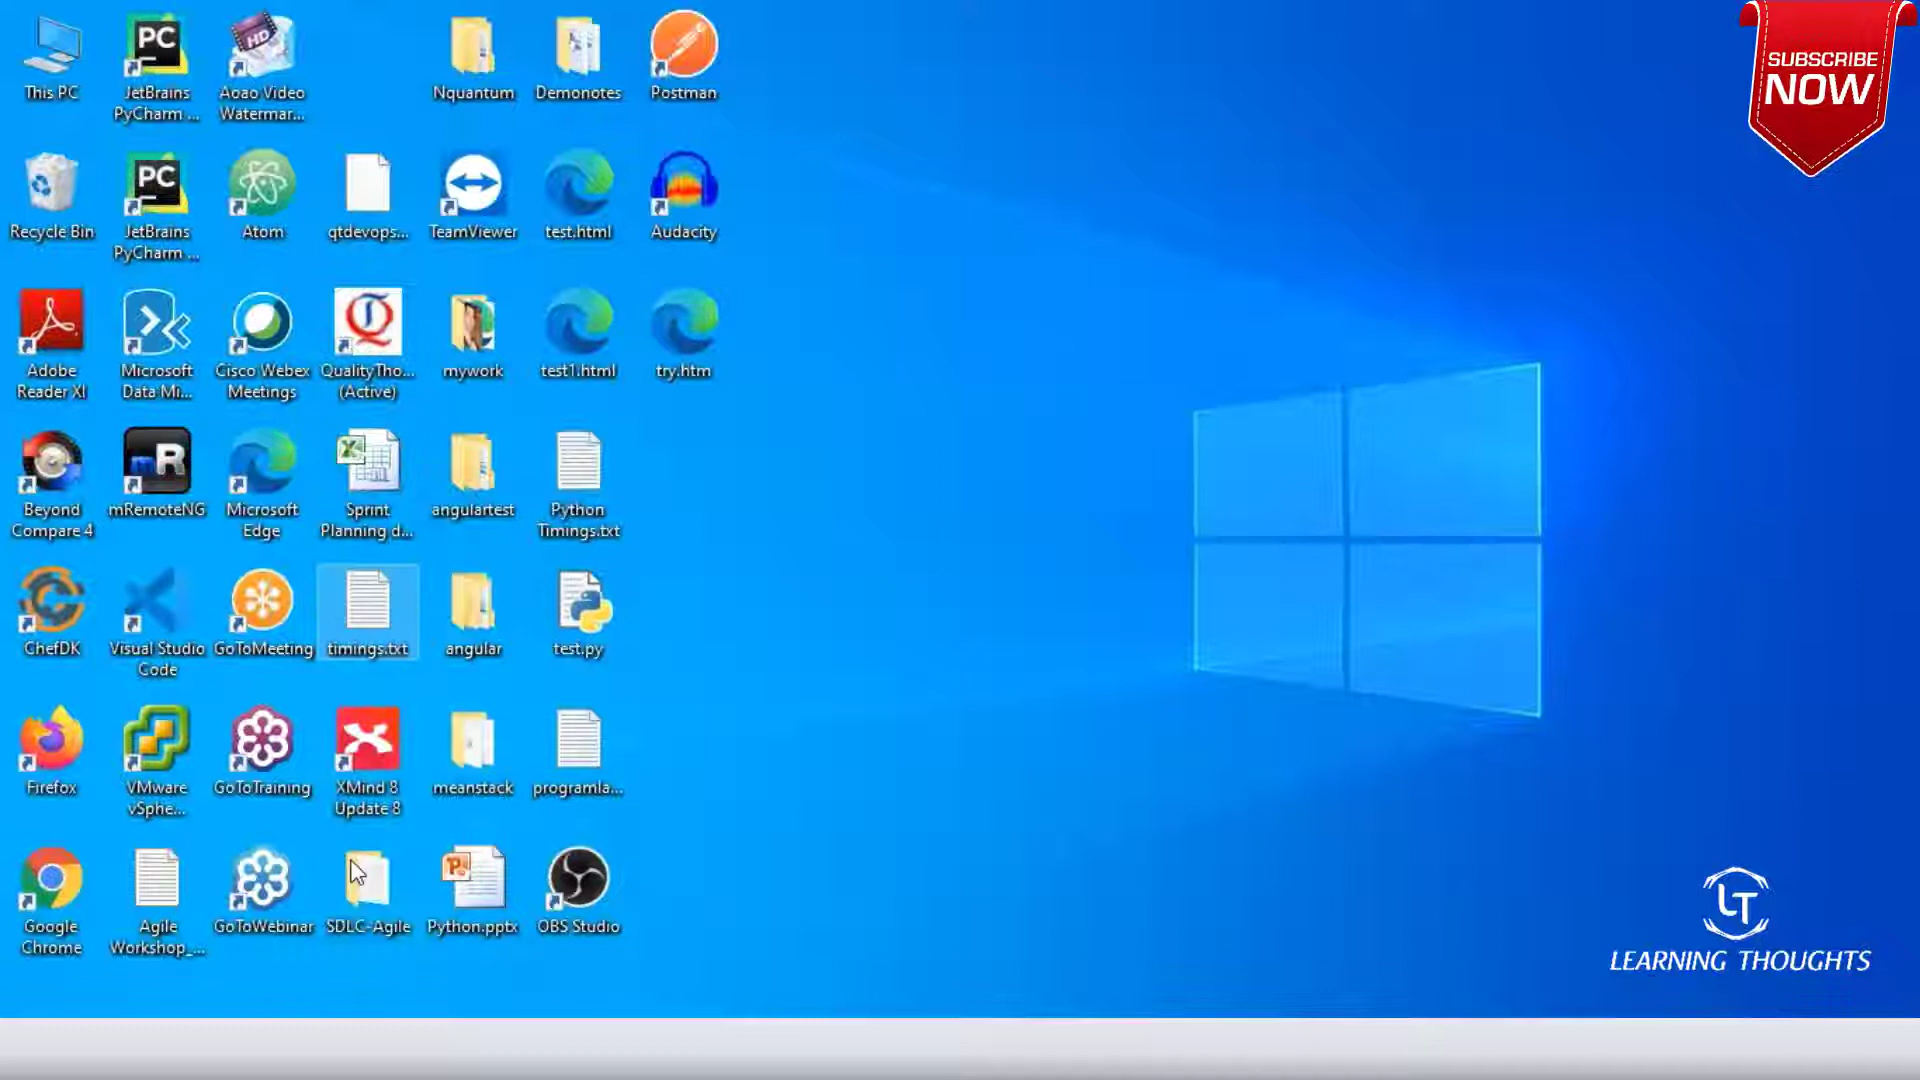 This PC
JetBrains
PyCharm ...
Aoao Video
Watermar...
Nquantum
Demonotes
Postman
SUBSCRIBE
NOW
Recycle Bin
JetBrains
PyCharm ...
Atom
qtdevops...
TeamViewer
test.html
Audacity
Adobe
Reader XI
Microsoft
Data Mi...
Cisco Webex
Meetings
QualityTho...
(Active)
mywork
test1.html
try.htm
Beyond
Compare 4
mRemoteNG
Microsoft
Edge
Sprint
Planning d...
angulartest
Python
Timings.txt
ChefDK
Visual Studio
Code
GoToMeeting
timings.txt
angular
test.py
Firefox
VMware
vSphe...
GoToTraining
XMind 8
Update 8
meanstack
programla...
Google
Chrome
Agile
Workshop_...
GoToWebinar
SDLC-Agile
Python.pptx
OBS Studio
LT
LEARNING THOUGHTS
PC
PC
HD
mR